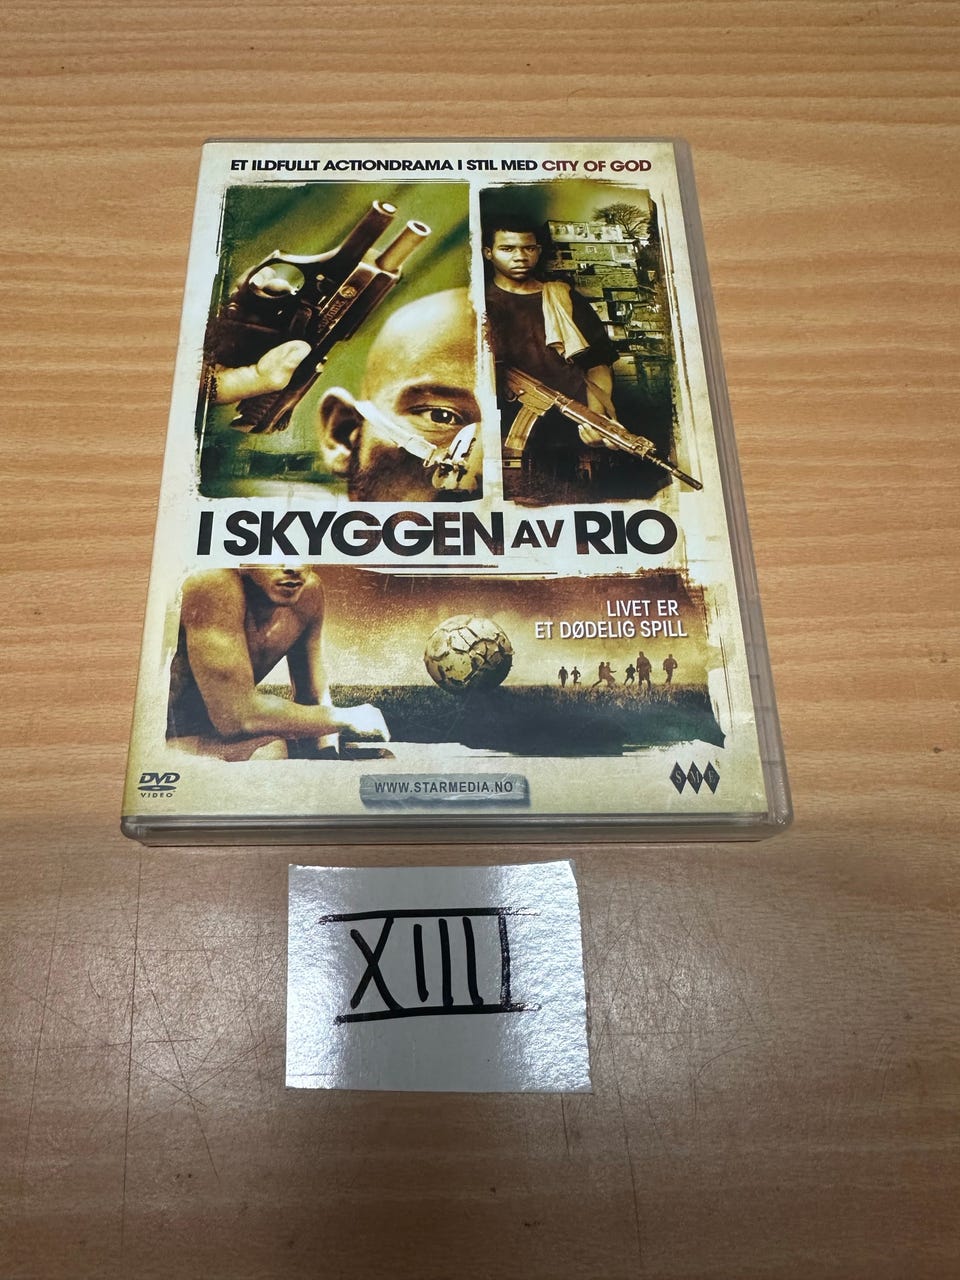 ET ILDFULLT ACTIONDRAMA I STIL MED CITY OF GOD
I SKYGGEN AV RIO
LIVET ER
ET DØDELIG SPILL
DVD
VIDEO
WWW.STARMEDIA.NO
SME
XIIII